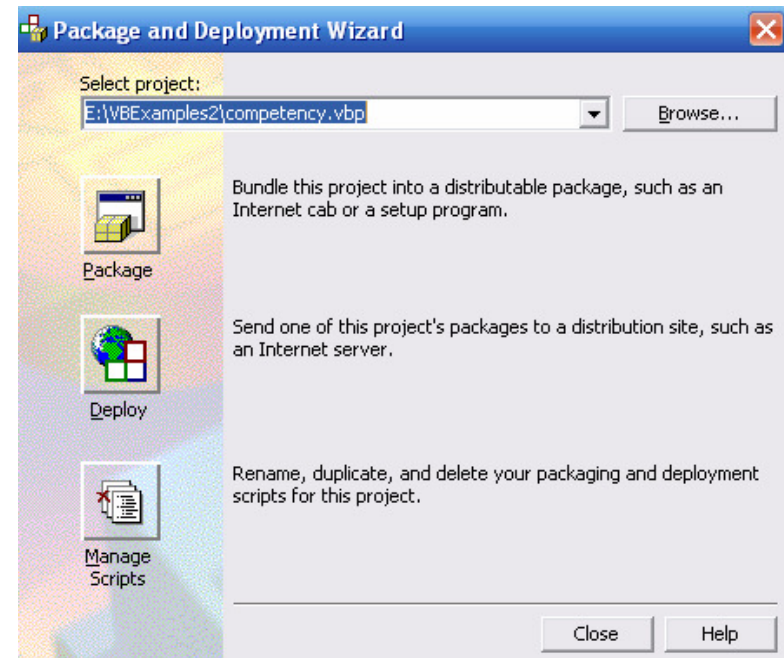 Package and Deployment Wizard
Select project:
E:\VBExamples2\competency.vbp
Browse...
Bundle this project into a distributable package, such as an
Internet cab or a setup program.
Package
Send one of this project's packages to a distribution site, such as
an Internet server.
Deploy
Rename, duplicate, and delete your packaging and deployment
scripts for this project.
Manage
Scripts
Close
Help